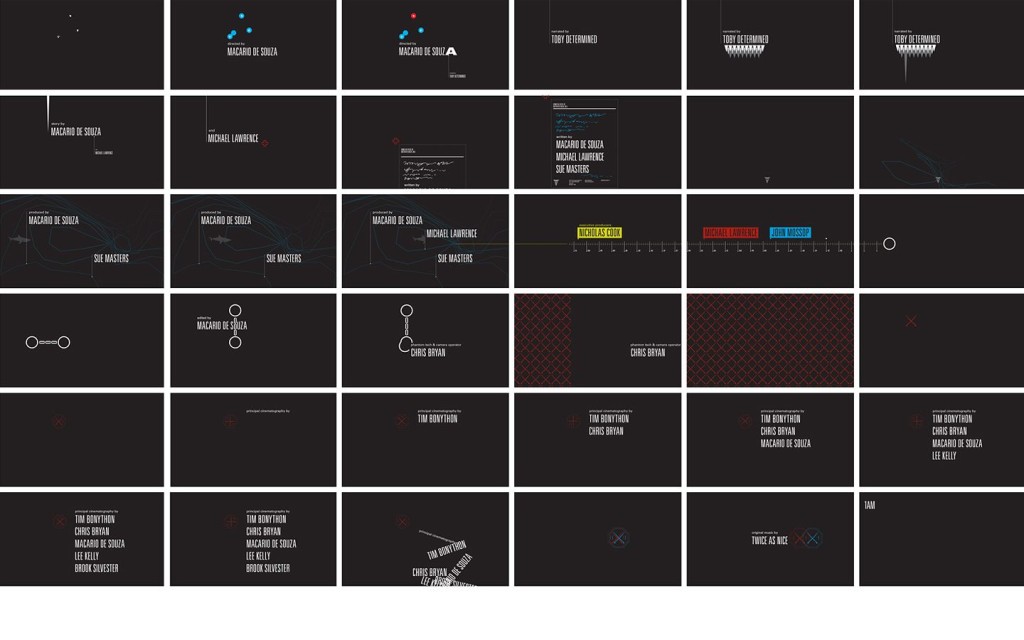 directed by
MACARIO DE SOUZA
directed by
MACARIO DE SOUZA
TOBY DETERMINED
narrated by
TOBY DETERMINED
narrated by
TOBY DETERMINED
narrated by
TOBY DETERMINED
story by
MACARIO DE SOUZA
MICHAEL LAWRENCE
and
MICHAEL LAWRENCE
written by
written by
MACARIO DE SOUZA
MICHAEL LAWRENCE
SUE MASTERS
produced by
MACARIO DE SOUZA
SUE MASTERS
produced by
MACARIO DE SOUZA
SUE MASTERS
produced by
MACARIO DE SOUZA
MICHAEL LAWRENCE
SUE MASTERS
executive producers
NICHOLAS COOK
MICHAEL LAWRENCE
JOHN MOSSOP
edited by
MACARIO DE SOUZA
phantom tech & camera operator
CHRIS BRYAN
phantom tech & camera operator
CHRIS BRYAN
principal cinematography by
principal cinematography by
TIM BONYTHON
principal cinematography by
TIM BONYTHON
CHRIS BRYAN
principal cinematography by
TIM BONYTHON
CHRIS BRYAN
MACARIO DE SOUZA
principal cinematography by
TIM BONYTHON
CHRIS BRYAN
MACARIO DE SOUZA
LEE KELLY
principal cinematography by
TIM BONYTHON
CHRIS BRYAN
MACARIO DE SOUZA
LEE KELLY
BROOK SILVESTER
principal cinematography by
TIM BONYTHON
CHRIS BRYAN
MACARIO DE SOUZA
LEE KELLY
BROOK SILVESTER
principal cinematography
TIM BONYTHON
CHRIS BRYAN
LEE
SILVESTER
original music by
TWICE AS NICE
1AM